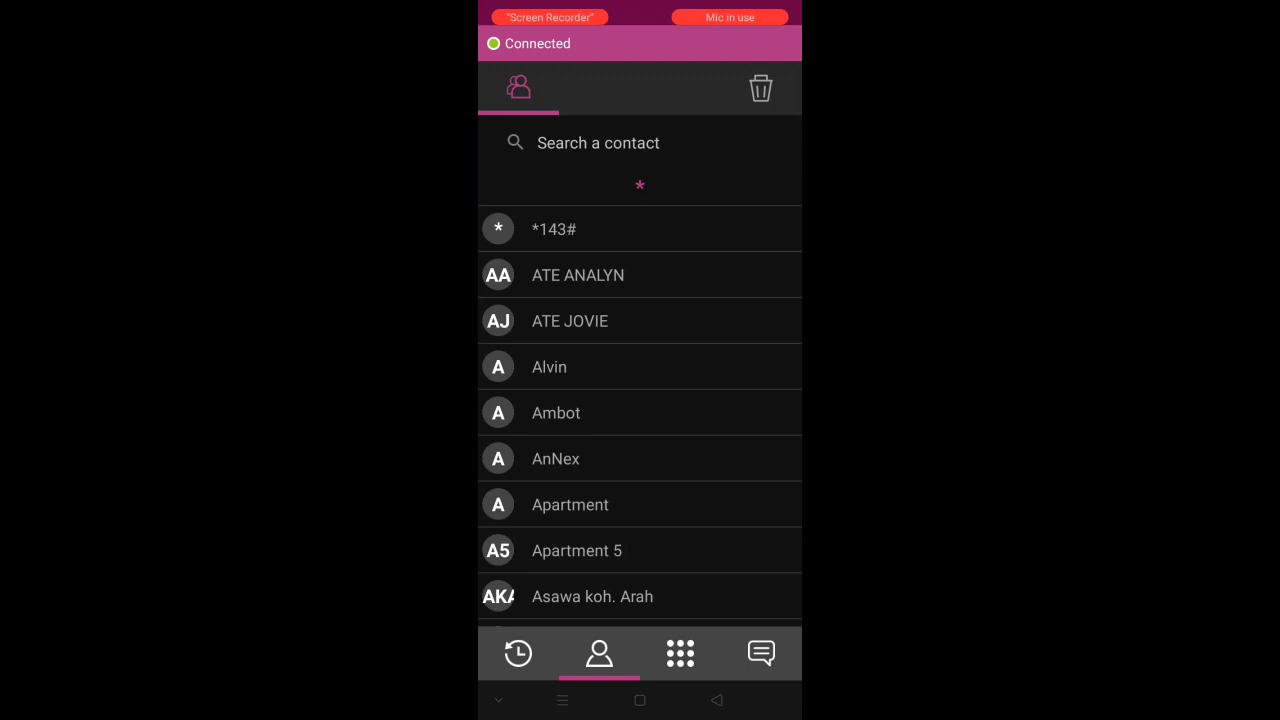 "Screen Recorder" Mic in use
Connected
Search a contact
*
* *143#
AA ATE ANALYN
AJ ATE JOVIE
A Alvin
A Ambot
A AnNex
A Apartment
A5 Apartment 5
AKA Asawa koh. Arah